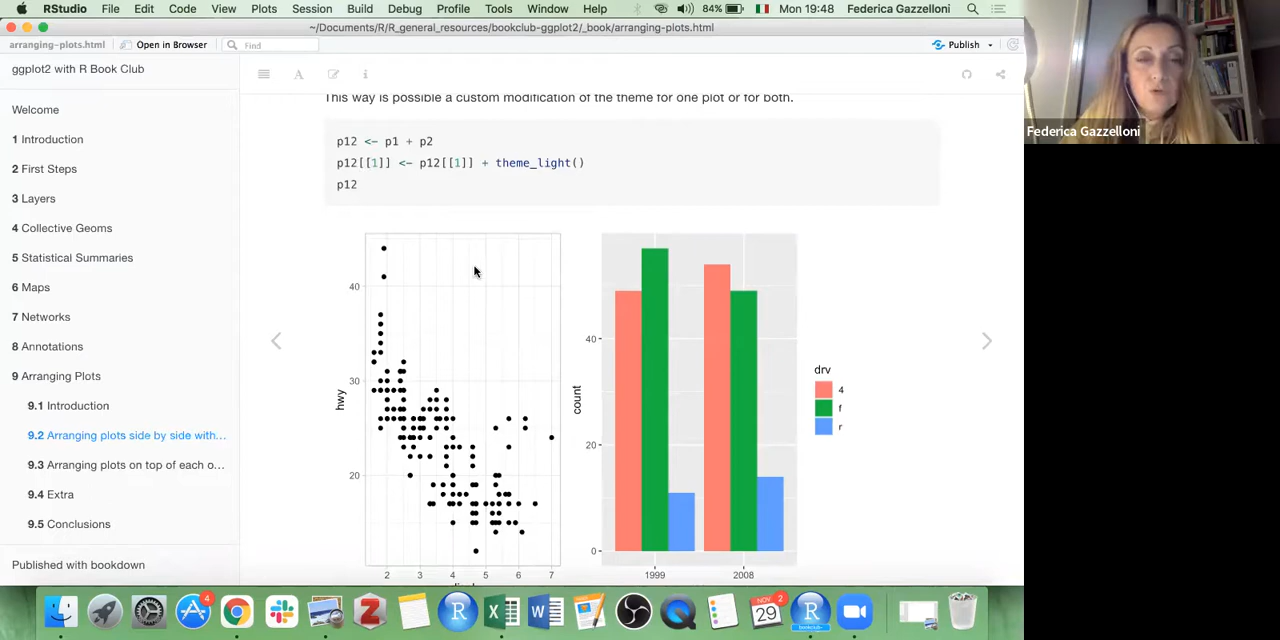 RStudio File Edit Code View Plots Session Build Debug Profile Tools Window Help 84% Mon 19:48 Federica Gazzelloni
~/Documents/R/R_general_resources/bookclub-ggplot2/_book/arranging-plots.html
arranging-plots.html Open in Browser Find Publish
ggplot2 with R Book Club
Welcome
1 Introduction
2 First Steps
3 Layers
4 Collective Geoms
5 Statistical Summaries
6 Maps
7 Networks
8 Annotations
9 Arranging Plots
9.1 Introduction
9.2 Arranging plots side by side with...
9.3 Arranging plots on top of each o...
9.4 Extra
9.5 Conclusions
Published with bookdown
This way is possible a custom modification of the theme for one plot or for both.
p12 <- p1 + p2
p12[[1]] <- p12[[1]] + theme_light()
p12
hwy
40
30
20
2 3 4 5 6 7
count
40
20
0
1999 2008
drv
4
f
r
Federica Gazzelloni
4
NOV
29
2
R
W
X
Z